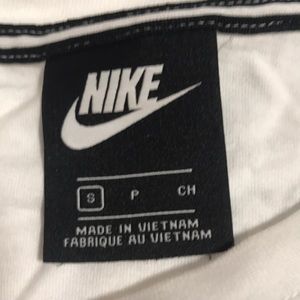 NIKE
S P CH
MADE IN VIETNAM
FABRIQUE AU VIETNAM